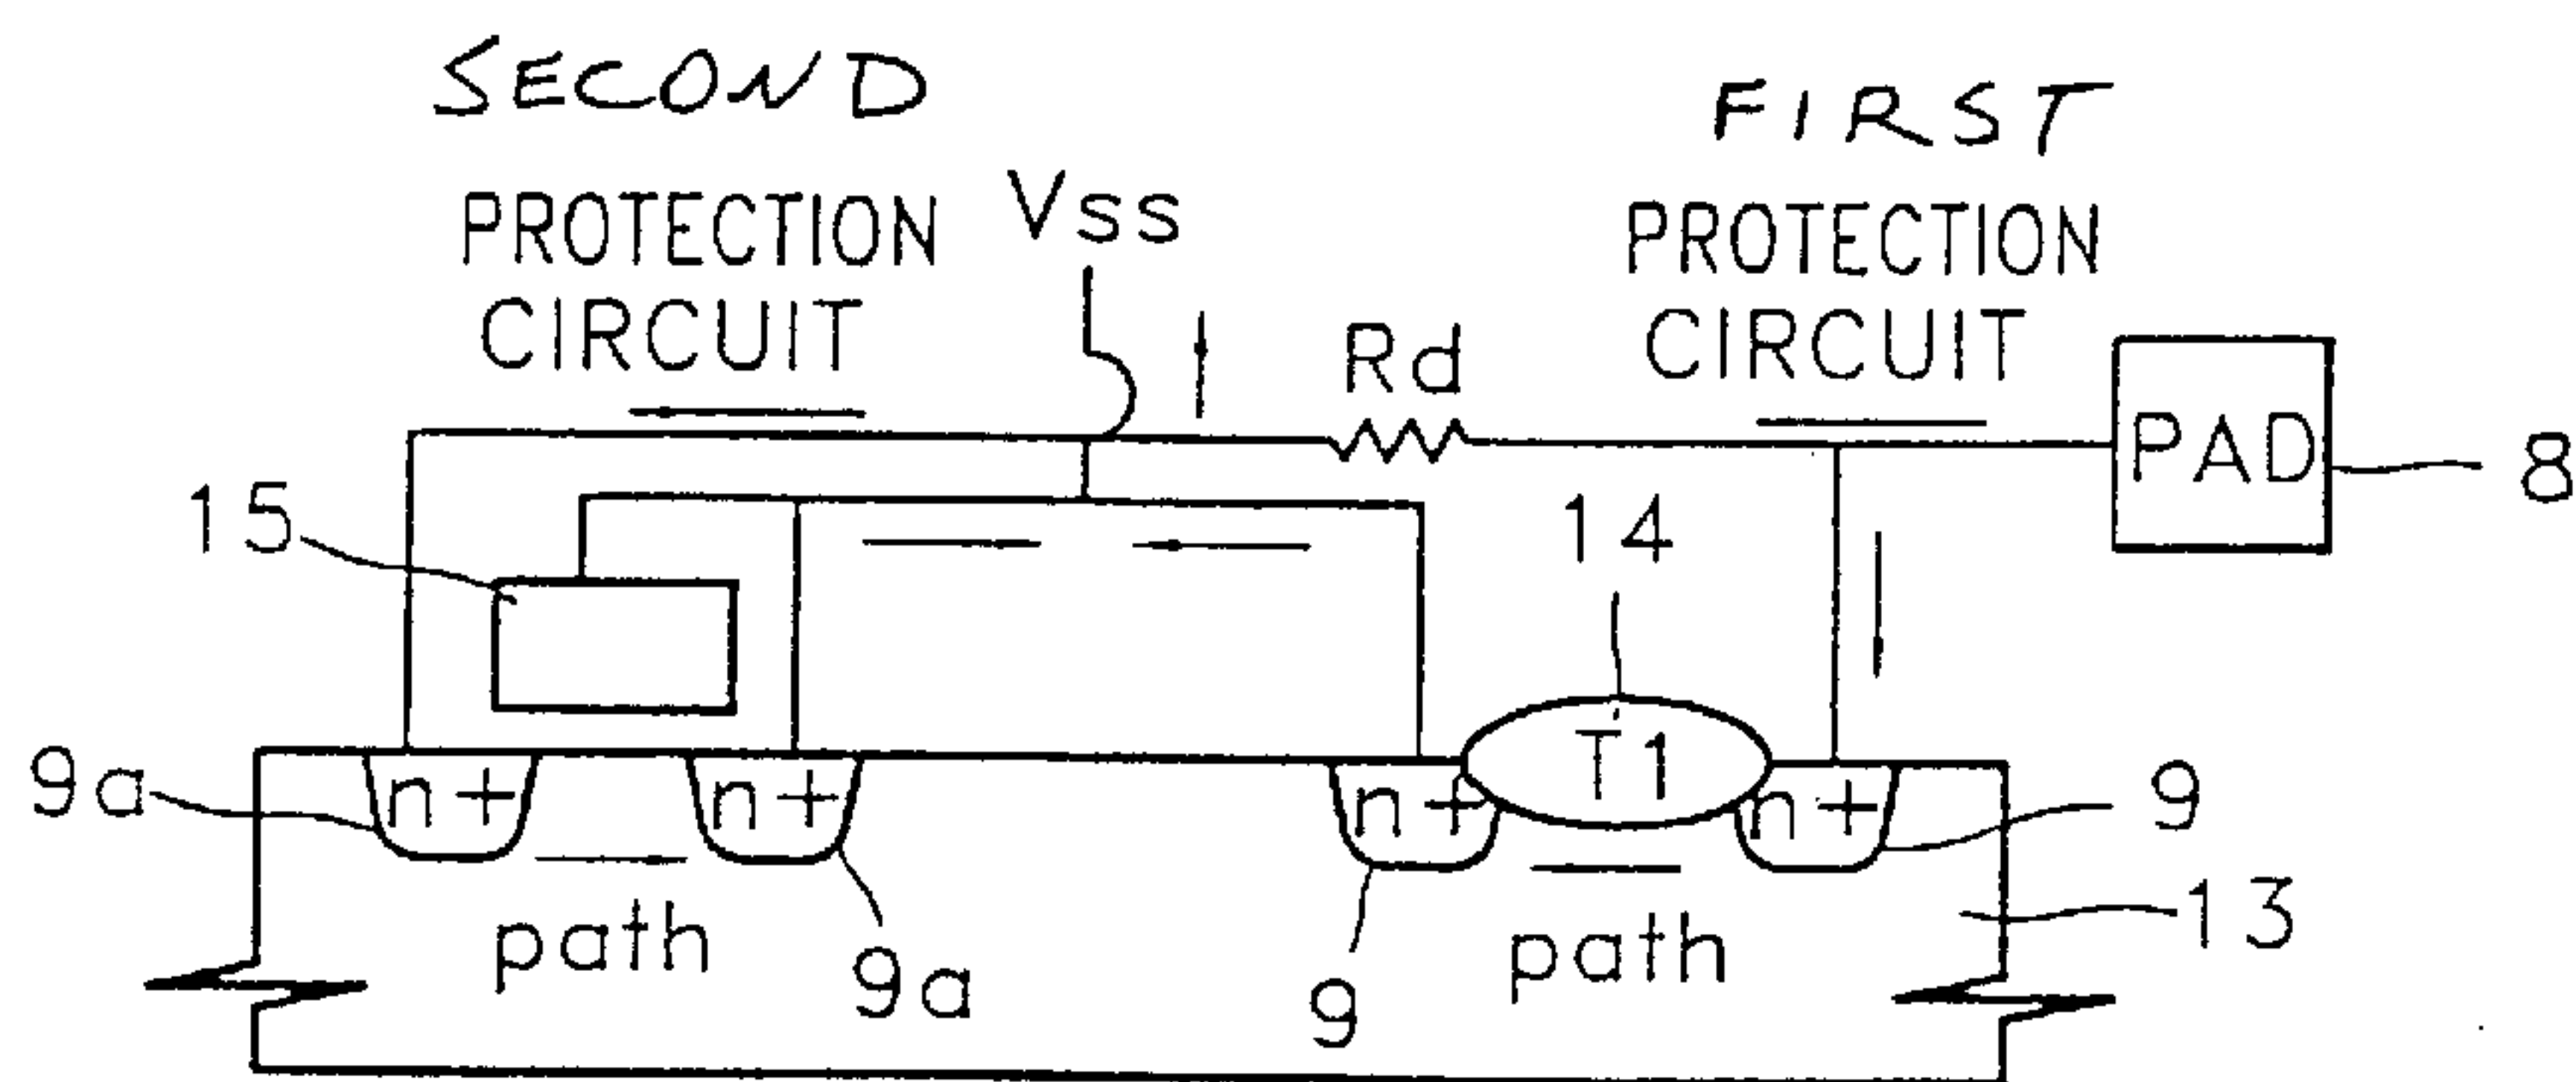 SECOND
PROTECTION
CIRCUIT
Vss
FIRST
PROTECTION
CIRCUIT
Rd
PAD
8
15
14
T1
9a
n+
n+
n+
n+
9
13
path
9a
9
path